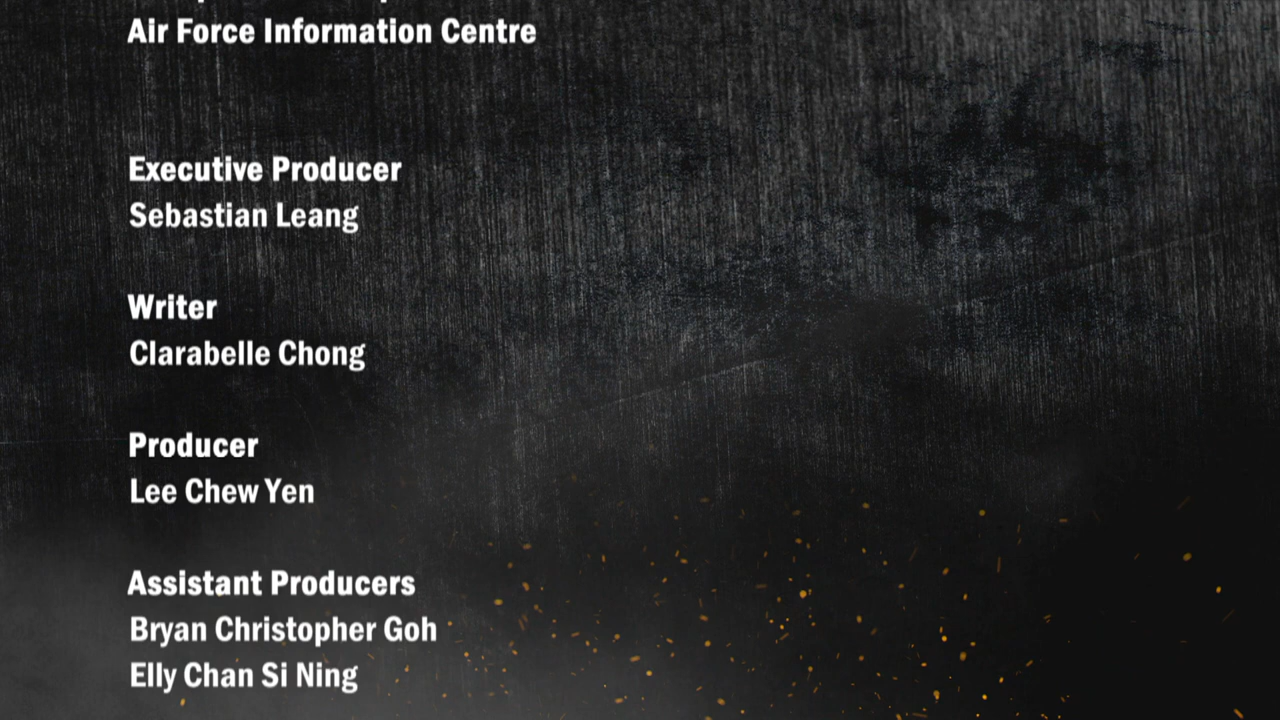 Air Force Information Centre
Executive Producer
Sebastian Leang
Writer
Clarabelle Chong
Producer
Lee Chew Yen
Assistant Producers
Bryan Christopher Goh
Elly Chan Si Ning